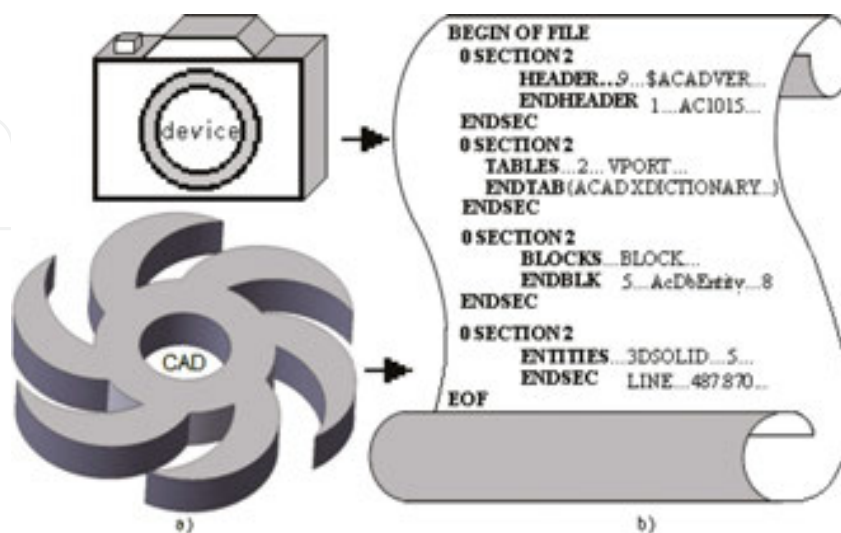 device
CAD
a)
BEGIN OF FILE
0 SECTION 2
HEADER...9...$ACADVER...
ENDHEADER 1...AC1015...
ENDSEC
0 SECTION 2
TABLES...2... VPORT...
ENDTAB(ACADXDICTIONARY...)
ENDSEC
0 SECTION 2
BLOCKS...BLOCK...
ENDBLK 5...AcDbEntity...8
ENDSEC
0 SECTION 2
ENTITIES...3DSOLID...5...
ENDSEC LINE...487.870...
EOF
b)